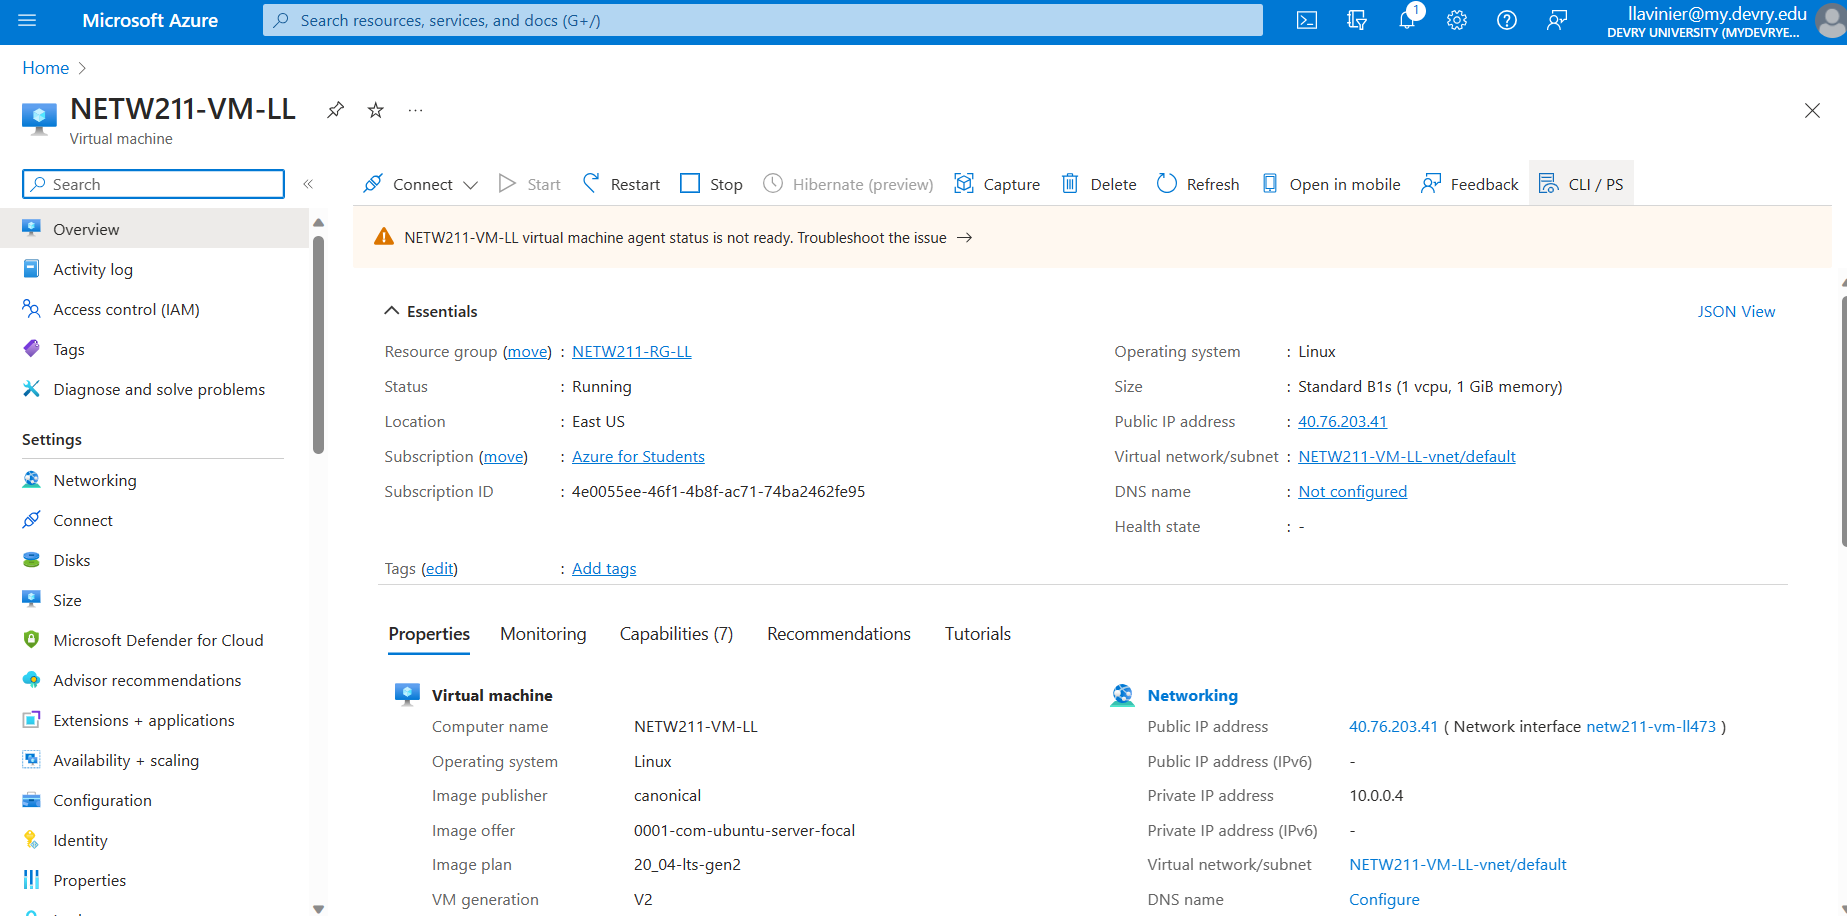 Microsoft Azure
Search resources, services, and docs (G+/)
1
llavinier@my.devry.edu
DEVRY UNIVERSITY (MYDEVRYE...
Home
NETW211-VM-LL
Virtual machine
Search
Overview
Activity log
Access control (IAM)
Tags
Diagnose and solve problems
Settings
Networking
Connect
Disks
Size
Microsoft Defender for Cloud
Advisor recommendations
Extensions + applications
Availability + scaling
Configuration
Identity
Properties
Connect Start Restart Stop Hibernate (preview) Capture Delete Refresh Open in mobile Feedback CLI / PS
NETW211-VM-LL virtual machine agent status is not ready. Troubleshoot the issue →
Essentials
JSON View
Resource group (move) : NETW211-RG-LL
Status : Running
Location : East US
Subscription (move) : Azure for Students
Subscription ID : 4e0055ee-46f1-4b8f-ac71-74ba2462fe95
Operating system : Linux
Size : Standard B1s (1 vcpu, 1 GiB memory)
Public IP address : 40.76.203.41
Virtual network/subnet : NETW211-VM-LL-vnet/default
DNS name : Not configured
Health state : -
Tags (edit) : Add tags
Properties Monitoring Capabilities (7) Recommendations Tutorials
Virtual machine
Computer name NETW211-VM-LL
Operating system Linux
Image publisher canonical
Image offer 0001-com-ubuntu-server-focal
Image plan 20_04-lts-gen2
VM generation V2
Networking
Public IP address 40.76.203.41 ( Network interface netw211-vm-ll473 )
Public IP address (IPv6) -
Private IP address 10.0.0.4
Private IP address (IPv6) -
Virtual network/subnet NETW211-VM-LL-vnet/default
DNS name Configure